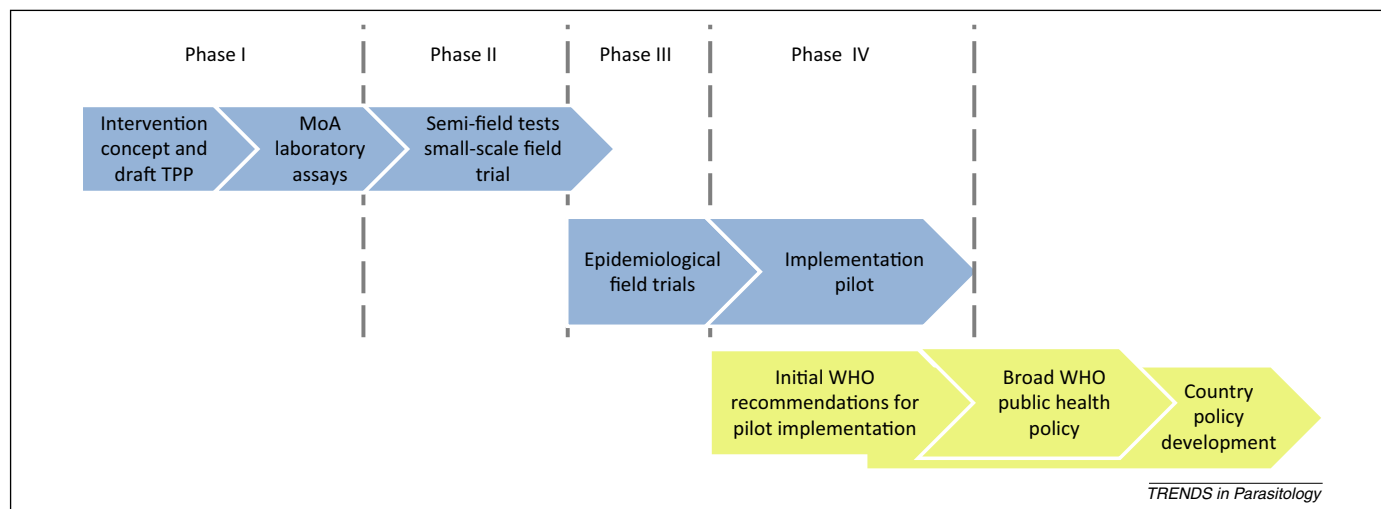 Phase I
Phase II
Phase III
Phase IV
Intervention
concept and
draft TPP
MoA
laboratory
assays
Semi-field tests
small-scale field
trial
Epidemiological
field trials
Implementation
pilot
Initial WHO
recommendations for
pilot implementation
Broad WHO
public health
policy
Country
policy
development
TRENDS in Parasitology